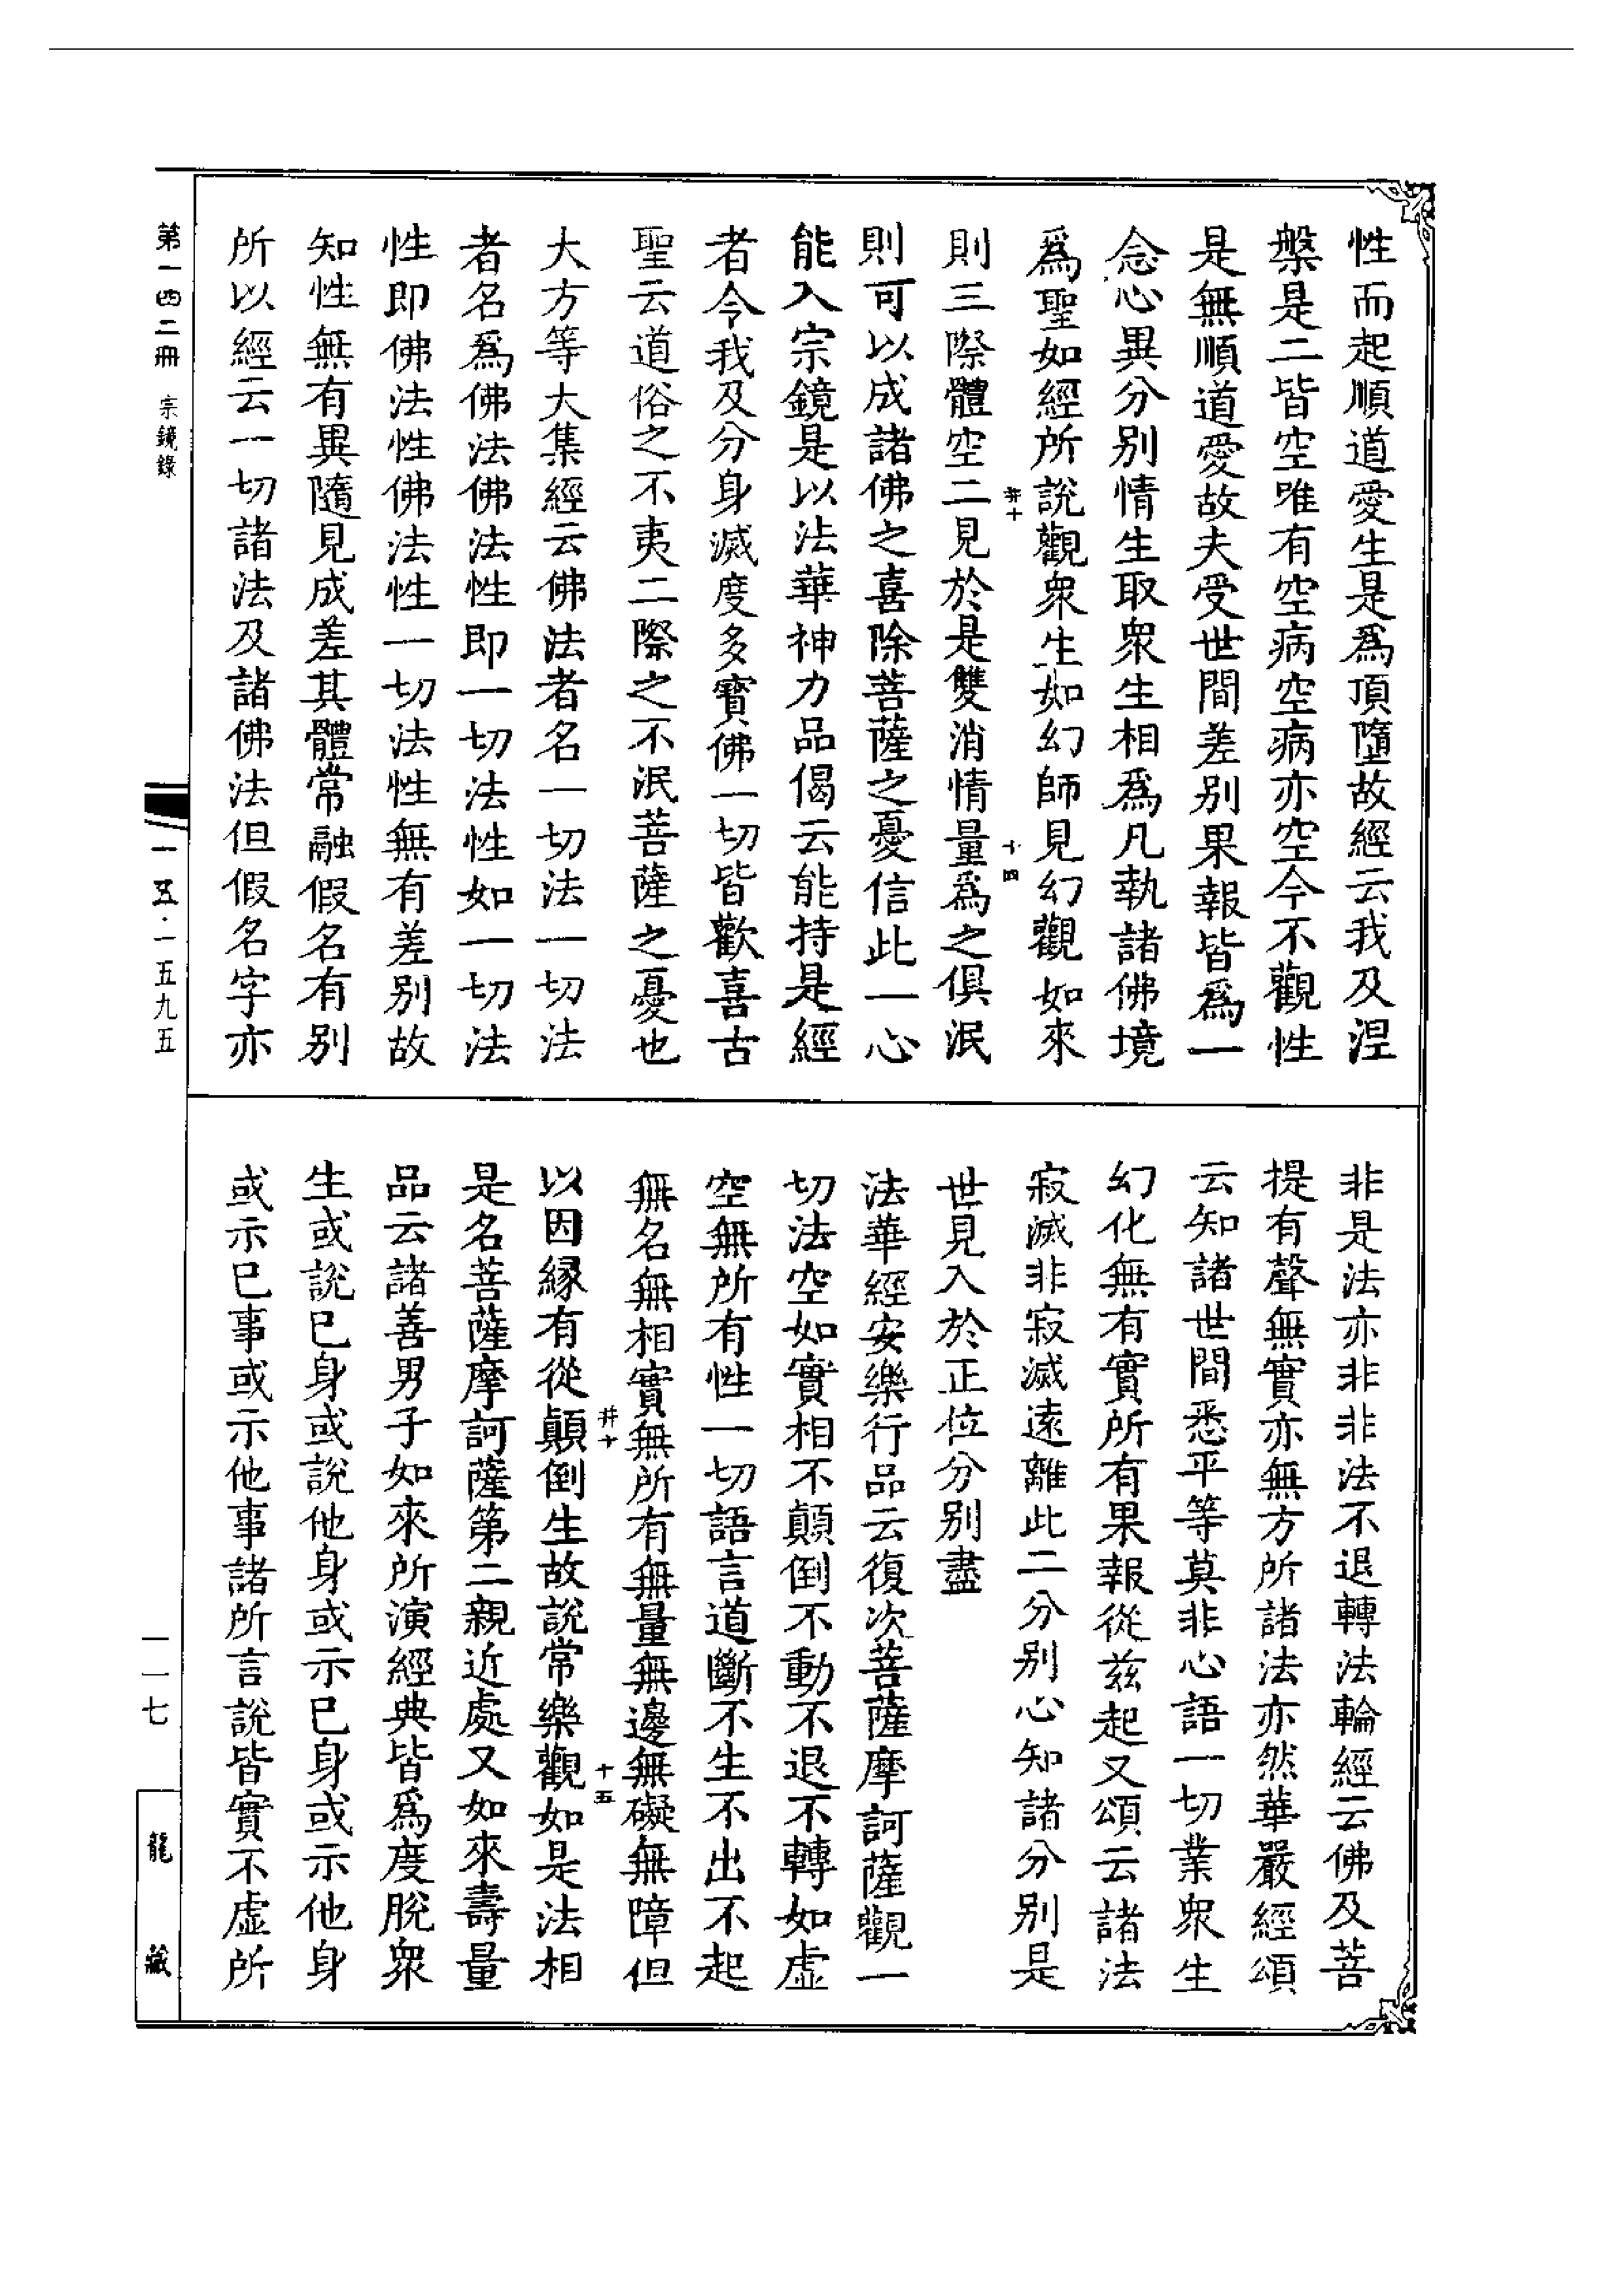 性而起順道愛生是爲頂墮故經云我及涅
槃是二皆空唯有空病空病亦空今不觀性
是無順道愛故夫受世間差别果報皆爲一
念心異分别情生取衆生相爲凡執諸佛境
爲聖如經所說觀衆生如幻師見幻觀如來
則三際體空二見於是雙消情量爲之俱泯
則可以成諸佛之喜除菩薩之憂信此一心
能入宗鏡是以法華神力品偈云能持是經
者令我及分身滅度多寳佛一切皆歡喜古
聖云道俗之不夷二際之不泯菩薩之憂也
大方等大集經云佛法者名一切法一切法
者名爲佛法佛法性即一切法性如一切法
性即佛法性佛法性一切法性無有差别故
知性無有異隨見成差其體常融假名有别
所以經云一切諸法及諸佛法但假名字亦
非是法亦非非法不退轉法輪經云佛及菩
提有聲無實亦無方所諸法亦然華嚴經頌
云知諸世間悉平等莫非心語一切業衆生
幻化無有實所有果報從兹起又頌云諸法
寂滅非寂滅遠離此二分别心知諸分别是
世見入於正位分别盡
法華經安樂行品云復次菩薩摩訶薩觀一
切法空如實相不顛倒不動不退不轉如虛
空無所有性一切語言道斷不生不出不起
無名無相實無所有無量無邊無礙無障但
以因縁有從顛倒生故說常樂觀如是法相
是名菩薩摩訶薩第二親近處又如來壽量
品云諸善男子如來所演經典皆爲度脫衆
生或說巳身或說他身或示巳身或示他身
或示巳事或示他事諸所言說皆實不虛所
井十
十四
井十
十五
第一四二冊 宗鏡錄
一五·一五九五
一一七
龍藏